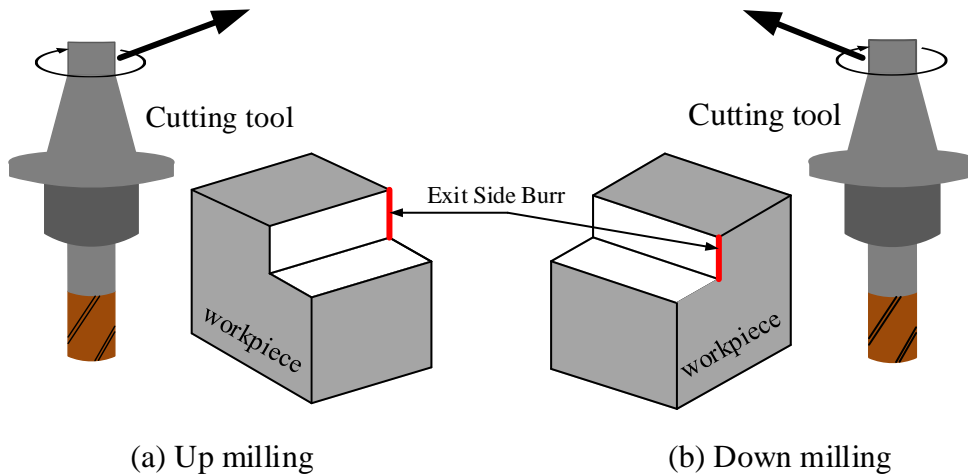 Cutting tool
Cutting tool
Exit Side Burr
workpiece
workpiece
(a) Up milling
(b) Down milling